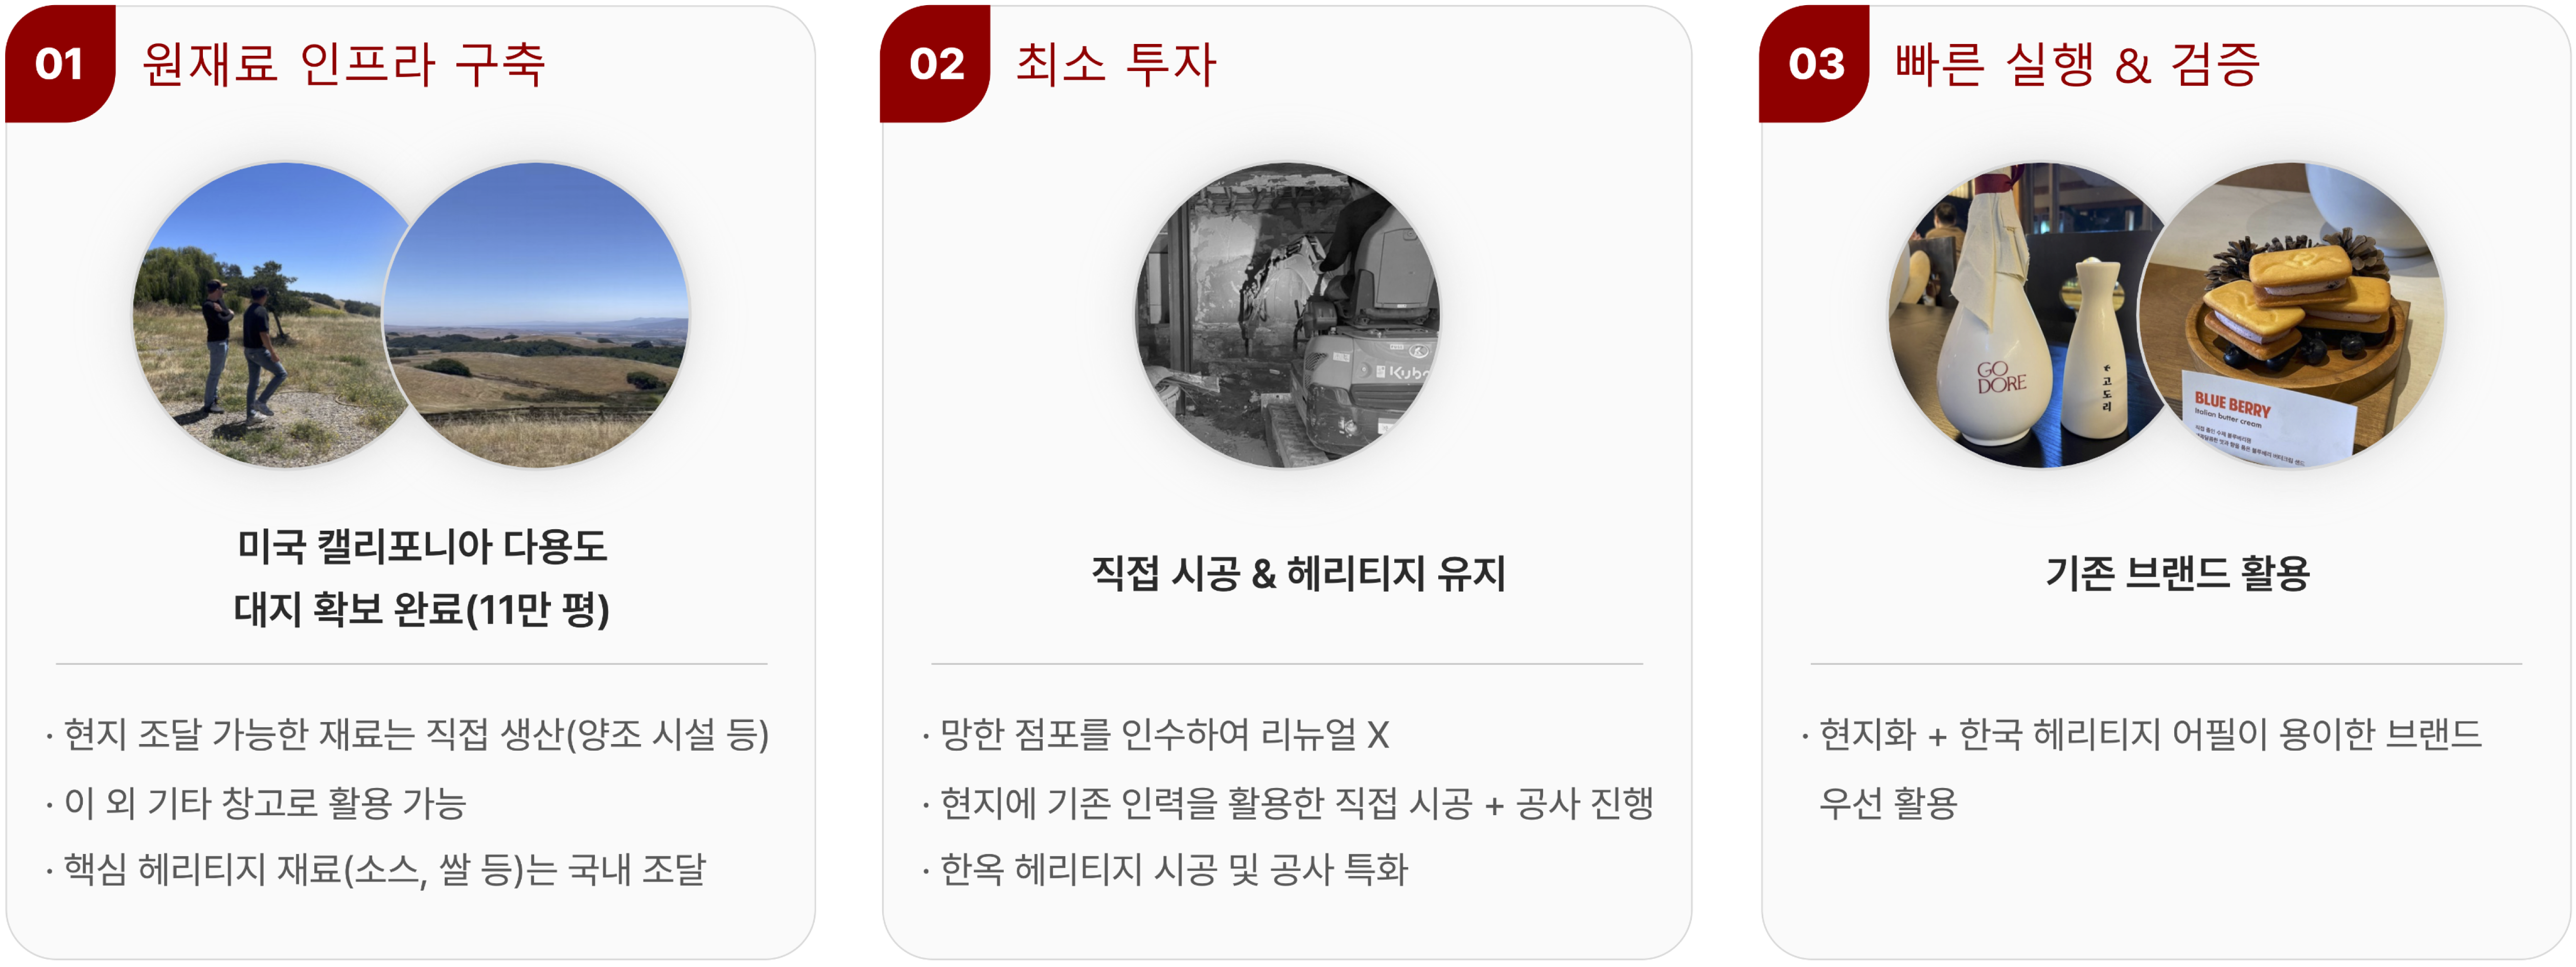 01 원재료 인프라 구축
미국 캘리포니아 다용도
대지 확보 완료(11만 평)
· 현지 조달 가능한 재료는 직접 생산(양조 시설 등)
· 이 외 기타 창고로 활용 가능
· 핵심 헤리티지 재료(소스, 쌀 등)는 국내 조달
02 최소 투자
Kubo
직접 시공 & 헤리티지 유지
· 망한 점포를 인수하여 리뉴얼 X
· 현지에 기존 인력을 활용한 직접 시공 + 공사 진행
· 한옥 헤리티지 시공 및 공사 특화
03 빠른 실행 & 검증
GO
DORE
고도리
BLUE BERRY
Italian butter cream
기존 브랜드 활용
· 현지화 + 한국 헤리티지 어필이 용이한 브랜드
우선 활용